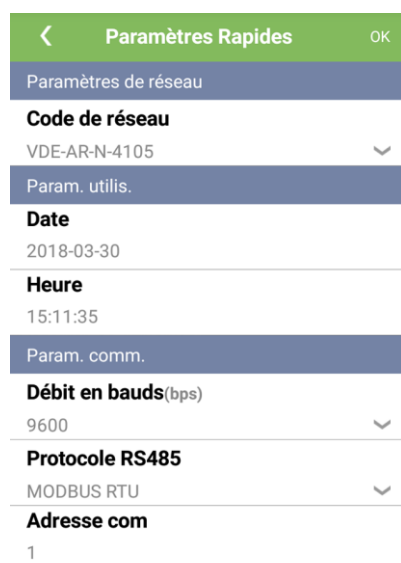 Paramètres Rapides OK
Paramètres de réseau
Code de réseau
VDE-AR-N-4105
Param. utilis.
Date
2018-03-30
Heure
15:11:35
Param. comm.
Débit en bauds(bps)
9600
Protocole RS485
MODBUS RTU
Adresse com
1